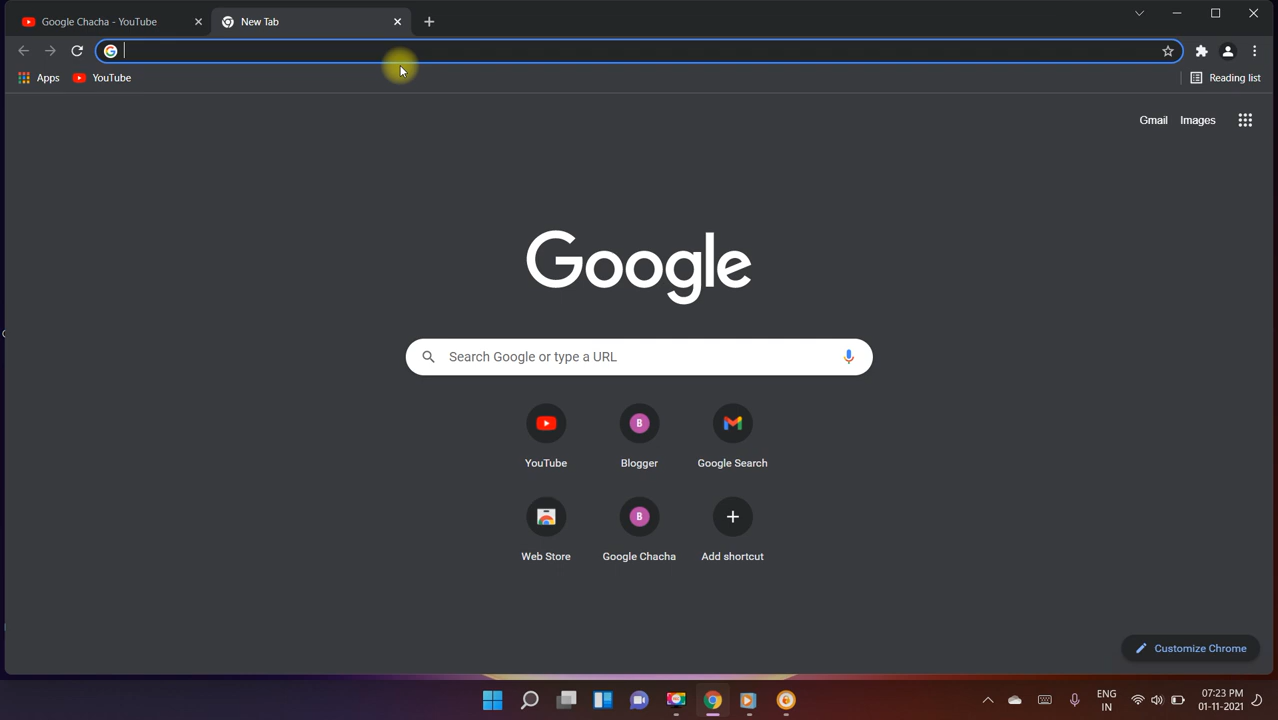 Google Chacha - YouTube
New Tab
Apps
YouTube
Reading list
Gmail
Images
Google
Search Google or type a URL
YouTube
B
Blogger
Google Search
Web Store
B
Google Chacha
Add shortcut
Customize Chrome
ENG
IN
07:23 PM
01-11-2021